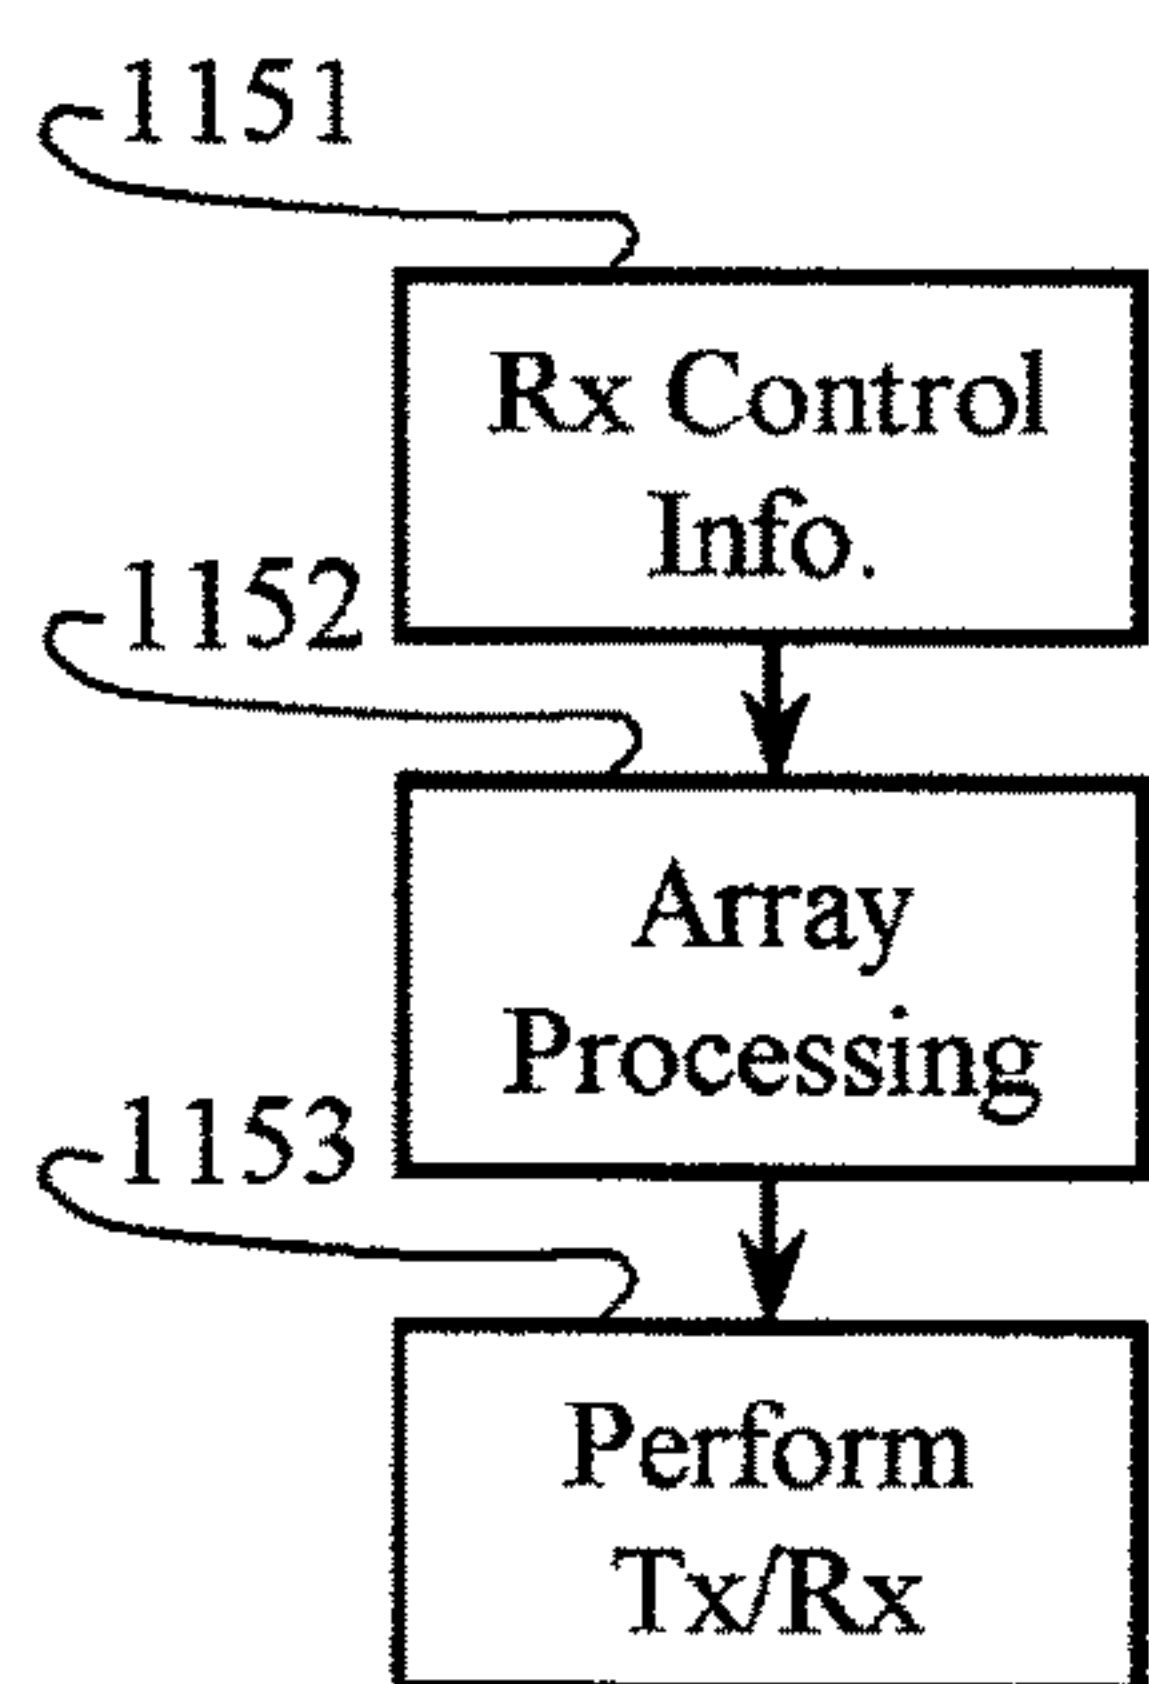 1151
Rx Control
Info.
1152
Array
Processing
1153
Perform
Tx/Rx